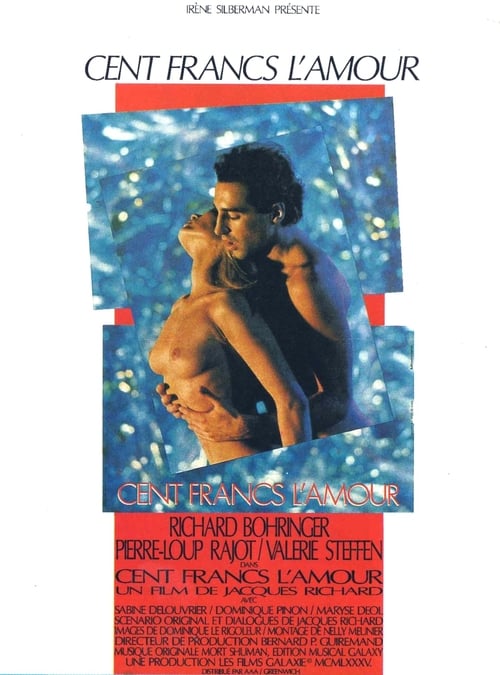 IRÈNE SILBERMAN PRÉSENTE
CENT FRANCS L'AMOUR
CENT FRANCS L'AMOUR
RICHARD BOHRINGER
PIERRE-LOUP RAJOT / VALERIE STEFFEN
DANS
CENT FRANCS L'AMOUR
UN FILM DE JACQUES RICHARD
AVEC
SABINE DELOUVRIER / DOMINIQUE PINON / MARYSE DEOL
SCENARIO ORIGINAL ET DIALOGUES DE JACQUES RICHARD
IMAGES DE DOMINIQUE LE RIGOLEUR / MONTAGE DE NELLY MEUNIER
DIRECTEUR DE PRODUCTION BERNARD P. GUIREMAND
MUSIQUE ORIGINALE MORT SHUMAN, EDITION MUSICAL GALAXY
UNE PRODUCTION LES FILMS GALAXIE © MCMLXXXV.
DISTRIBUÉ PAR AAA / GREENWICH